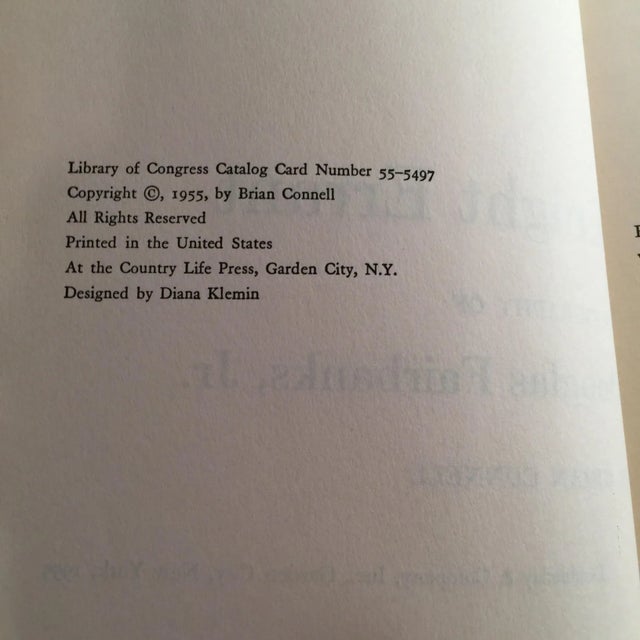 Library of Congress Catalog Card Number 55-5497
Copyright ©, 1955, by Brian Connell
All Rights Reserved
Printed in the United States
At the Country Life Press, Garden City, N.Y.
Designed by Diana Klemin